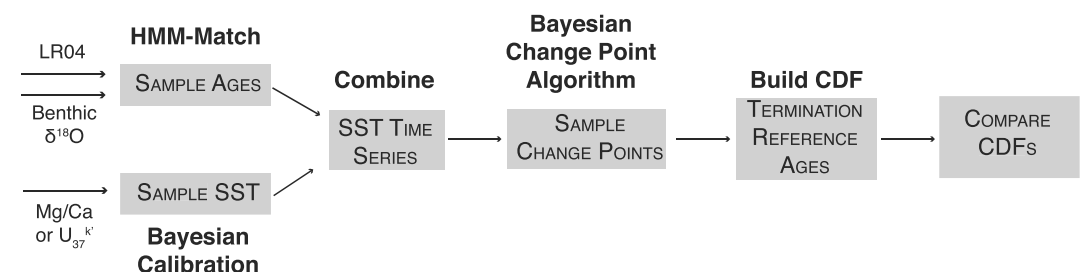 LR04
Benthic
δ¹⁸O
HMM-Match
SAMPLE AGES
Mg/Ca
or U₃₇ᵏ'
SAMPLE SST
Bayesian
Calibration
Combine
SST TIME
SERIES
Bayesian
Change Point
Algorithm
SAMPLE
CHANGE POINTS
Build CDF
TERMINATION
REFERENCE
AGES
COMPARE
CDFS